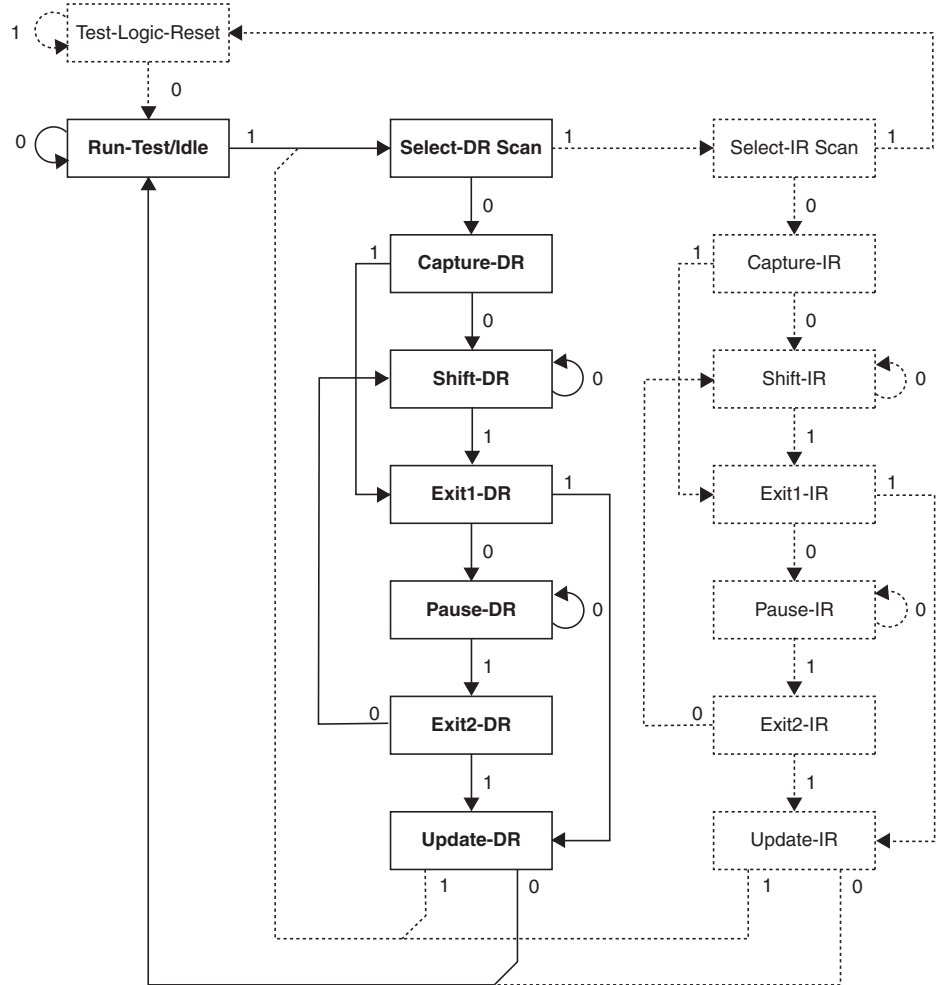 1 Test-Logic-Reset
0
0 Run-Test/Idle 1 Select-DR Scan 1 Select-IR Scan 1
0 0
1 Capture-DR 1 Capture-IR
0 0
Shift-DR 0 Shift-IR 0
1 1
Exit1-DR 1 Exit1-IR 1
0 0
Pause-DR 0 Pause-IR 0
1 1
0 Exit2-DR 0 Exit2-IR
1 1
Update-DR Update-IR
1 0 1 0